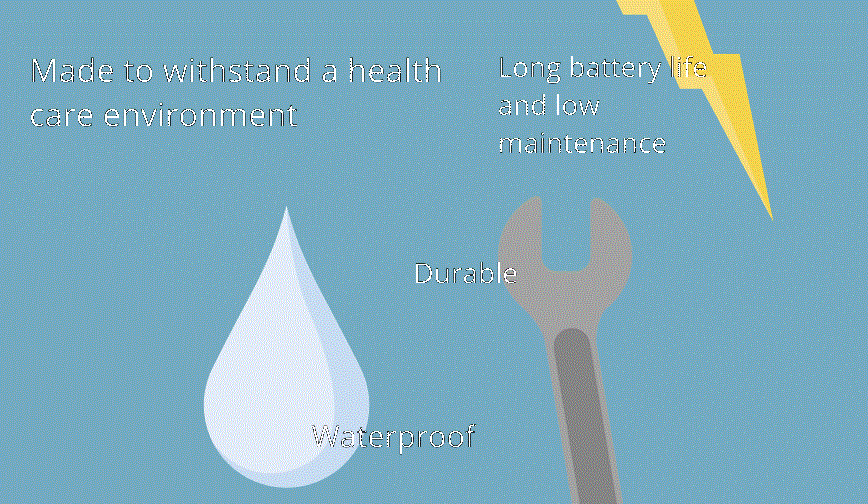 Made to withstand a health
care environment
Long battery life
and low
maintenance
Durable
Waterproof